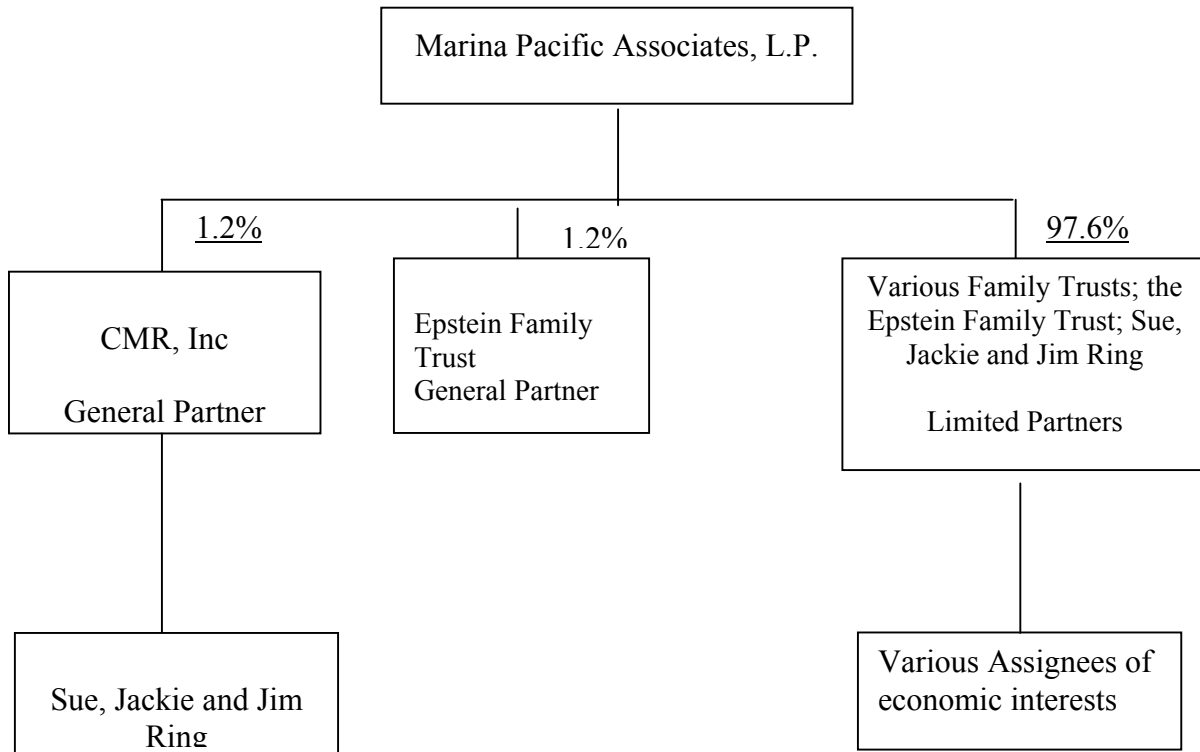 Marina Pacific Associates, L.P.
1.2%
1.2%
97.6%
CMR, Inc
General Partner
Epstein Family
Trust
General Partner
Various Family Trusts; the
Epstein Family Trust; Sue,
Jackie and Jim Ring
Limited Partners
Sue, Jackie and Jim
Ring
Various Assignees of
economic interests